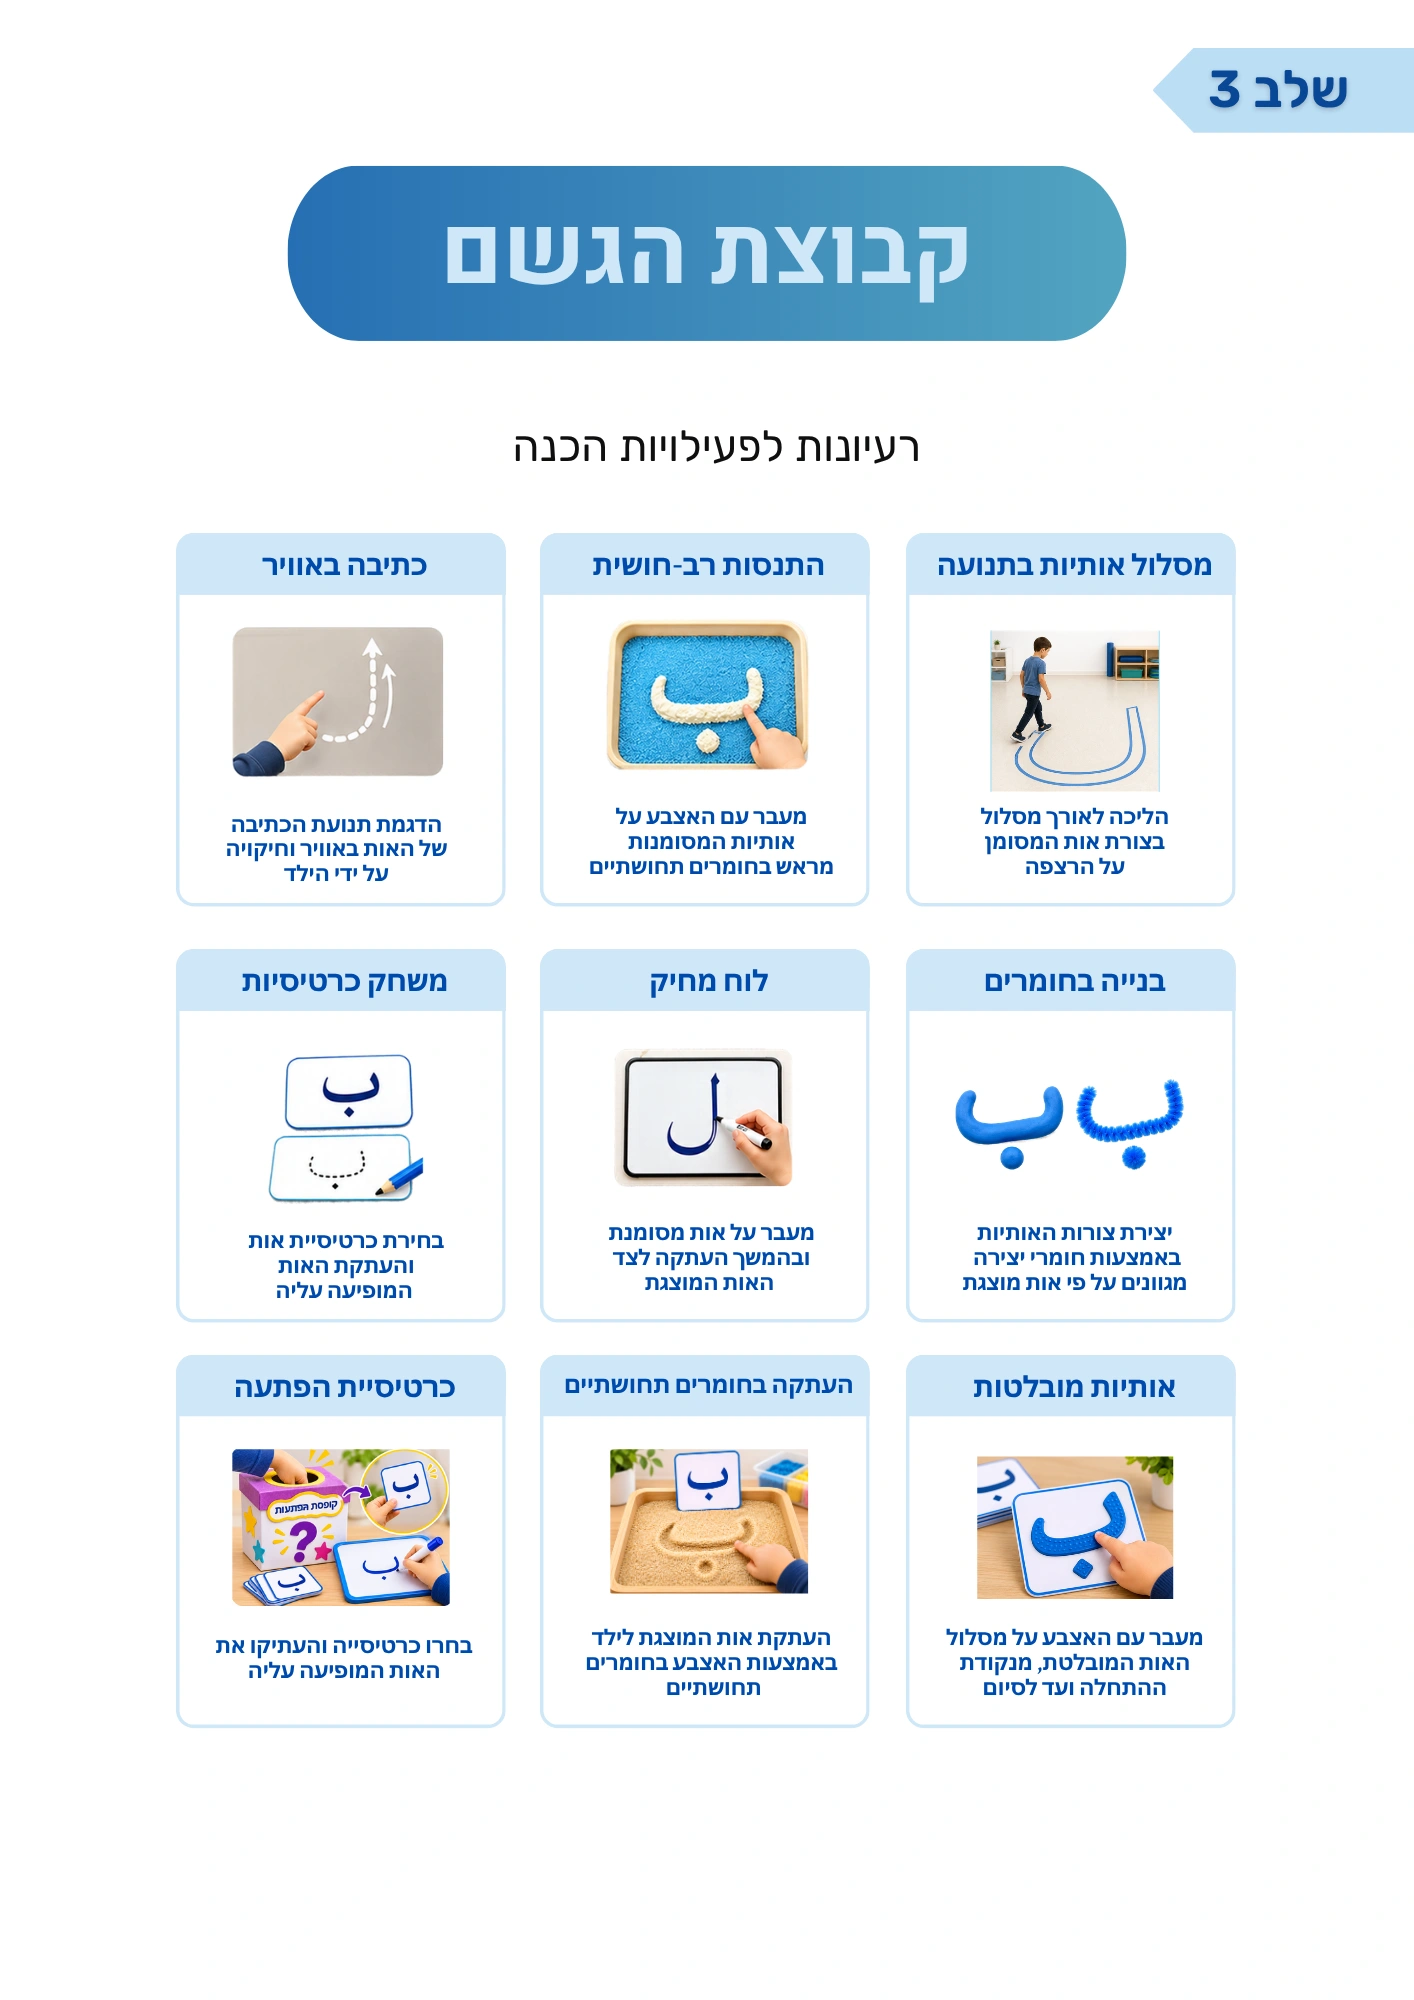 שלב 3
קבוצת הגשם
רעיונות לפעילויות הכנה
מסלול אותיות בתנועה
הליכה לאורך מסלול
בצורת אות המסומן
על הרצפה
התנסות רב-חושית
ب
מעבר עם האצבע על
אותיות המסומנות
מראש בחומרים תחושתיים
כתיבה באוויר
הדגמת תנועת הכתיבה
של האות באוויר וחיקויה
על ידי הילד
בנייה בחומרים
ب ب
יצירת צורות האותיות
באמצעות חומרי יצירה
מגוונים על פי אות מוצגת
לוח מחיק
ل
מעבר על אות מסומנת
ובהמשך העתקה לצד
האות המוצגת
משחק כרטיסיות
ب
ب
בחירת כרטיסיית אות
והעתקת האות
המופיעה עליה
אותיות מובלטות
ب
ب
מעבר עם האצבע על מסלול
האות המובלטת, מנקודת
ההתחלה ועד לסיום
העתקה בחומרים תחושתיים
ب
ب
העתקת אות המוצגת לילד
באמצעות האצבע בחומרים
תחושתיים
כרטיסיית הפתעה
ب
קופסת הפתעות
?
ب
ب
בחרו כרטיסייה והעתיקו את
האות המופיעה עליה